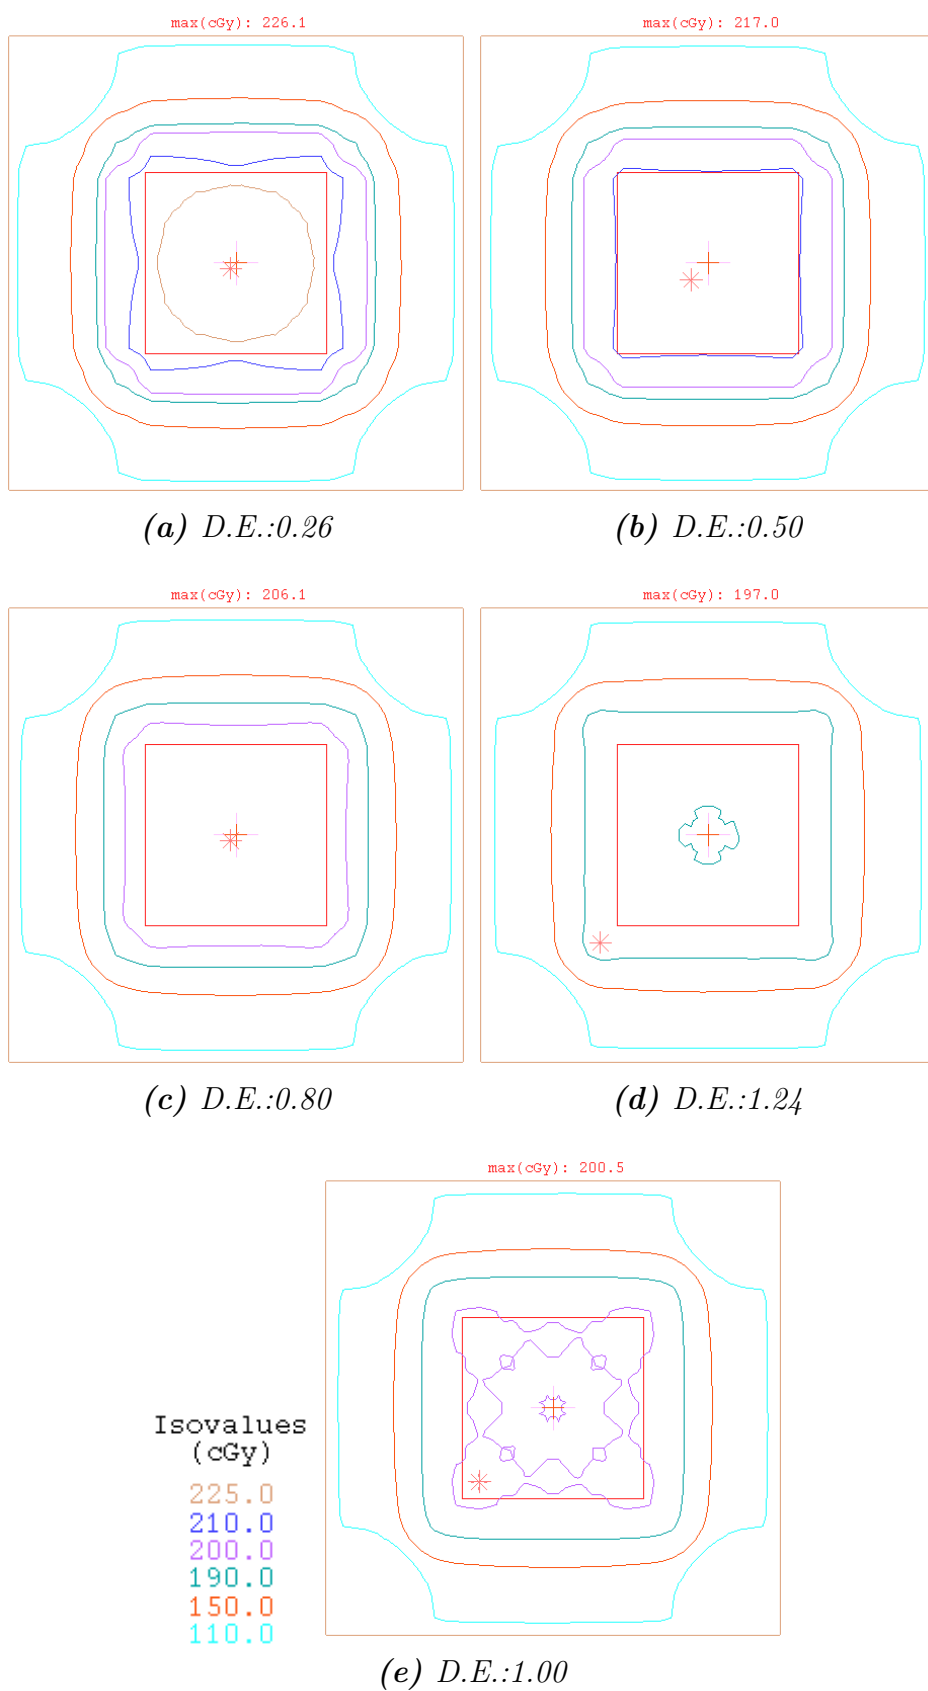 max(cGy): 226.1
max(cGy): 217.0
(a) D.E.:0.26
(b) D.E.:0.50
max(cGy): 206.1
max(cGy): 197.0
(c) D.E.:0.80
(d) D.E.:1.24
max(cGy): 200.5
Isovalues
(cGy)
225.0
210.0
200.0
190.0
150.0
110.0
(e) D.E.:1.00